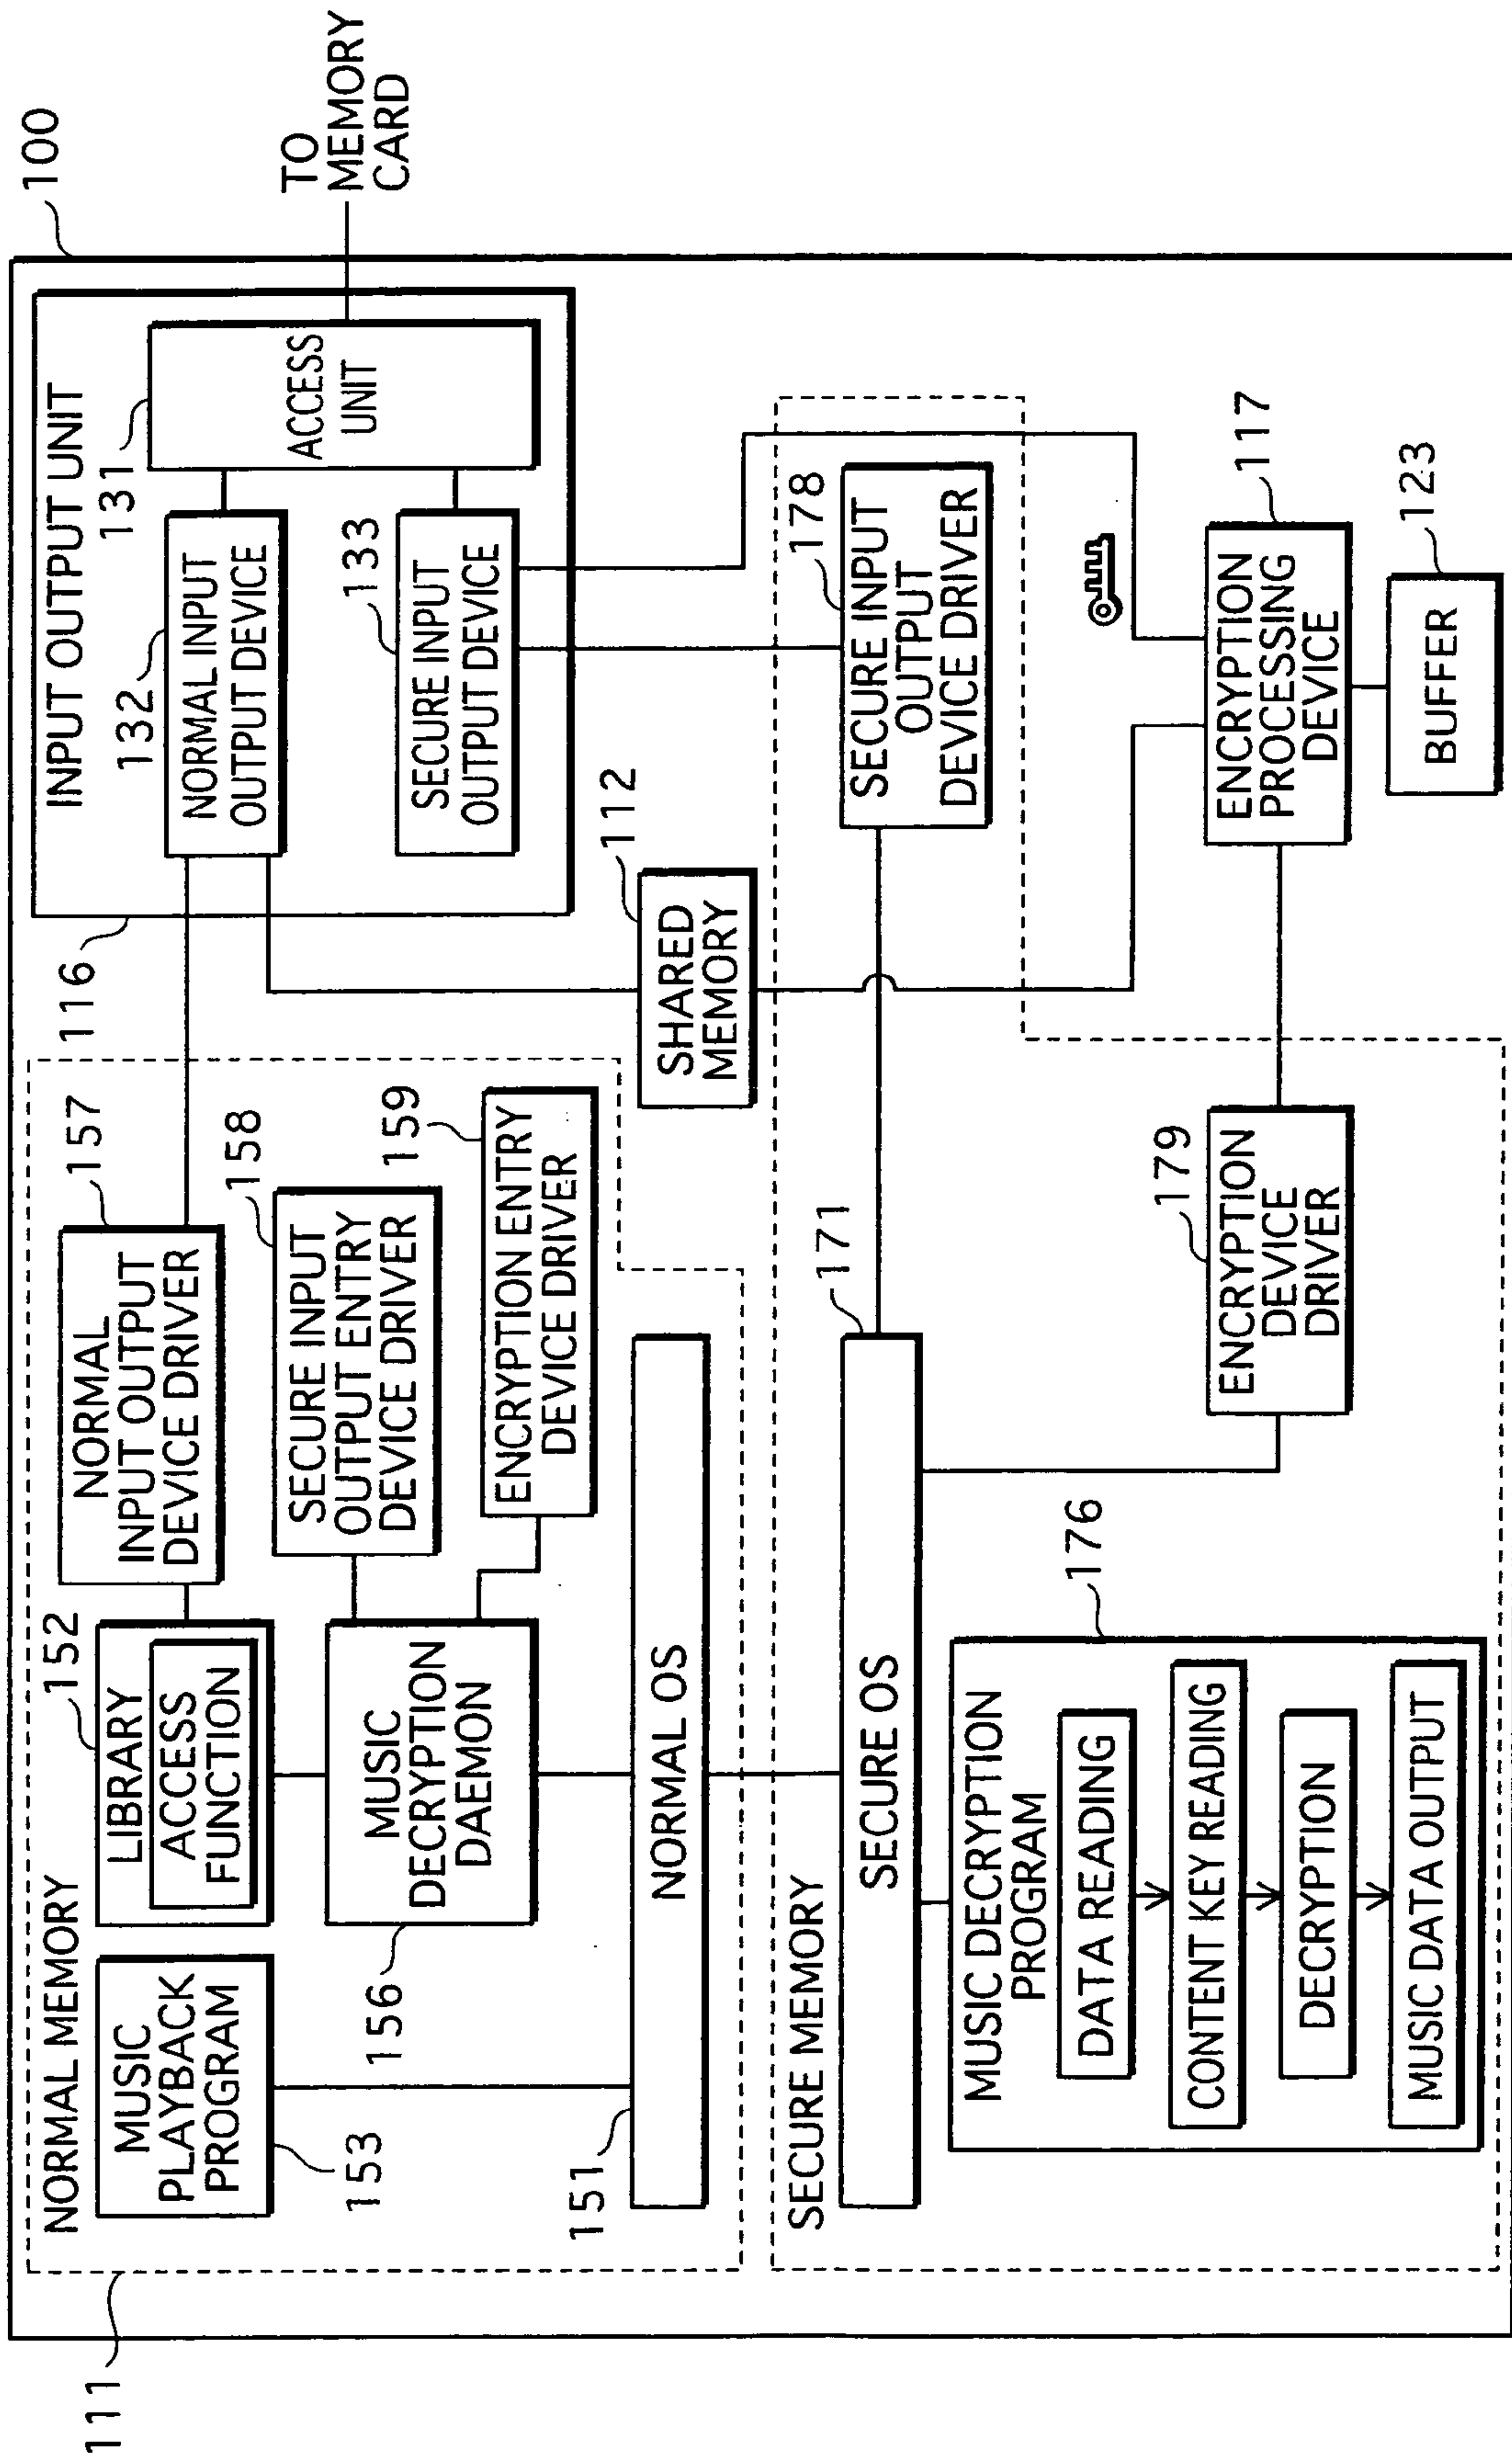 100
TO
MEMORY
CARD
INPUT OUTPUT UNIT
131
ACCESS
UNIT
132
NORMAL INPUT
OUTPUT DEVICE
133
SECURE INPUT
OUTPUT DEVICE
116
112
SHARED
MEMORY
111
NORMAL MEMORY
MUSIC
PLAYBACK
PROGRAM
153
152
LIBRARY
ACCESS
FUNCTION
157
NORMAL
INPUT OUTPUT
DEVICE DRIVER
158
SECURE INPUT
OUTPUT ENTRY
DEVICE DRIVER
159
ENCRYPTION ENTRY
DEVICE DRIVER
156
MUSIC
DECRYPTION
DAEMON
151
NORMAL OS
SECURE MEMORY
171
SECURE OS
178
SECURE INPUT
OUTPUT
DEVICE DRIVER
176
MUSIC DECRYPTION
PROGRAM
DATA READING
CONTENT KEY READING
DECRYPTION
MUSIC DATA OUTPUT
179
ENCRYPTION
DEVICE
DRIVER
117
ENCRYPTION
PROCESSING
DEVICE
123
BUFFER